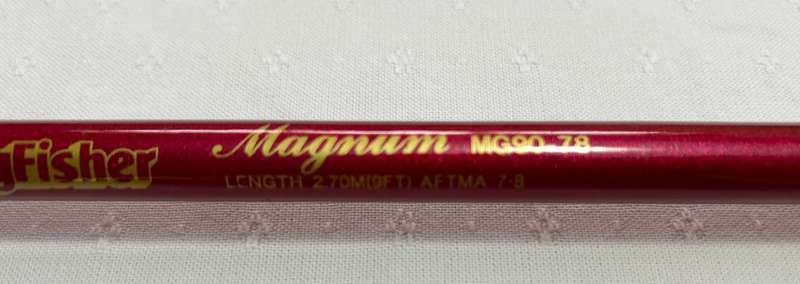 gFisher Magnum MG90-78
LENGTH 2.70M(9FT) AFTMA 7-8